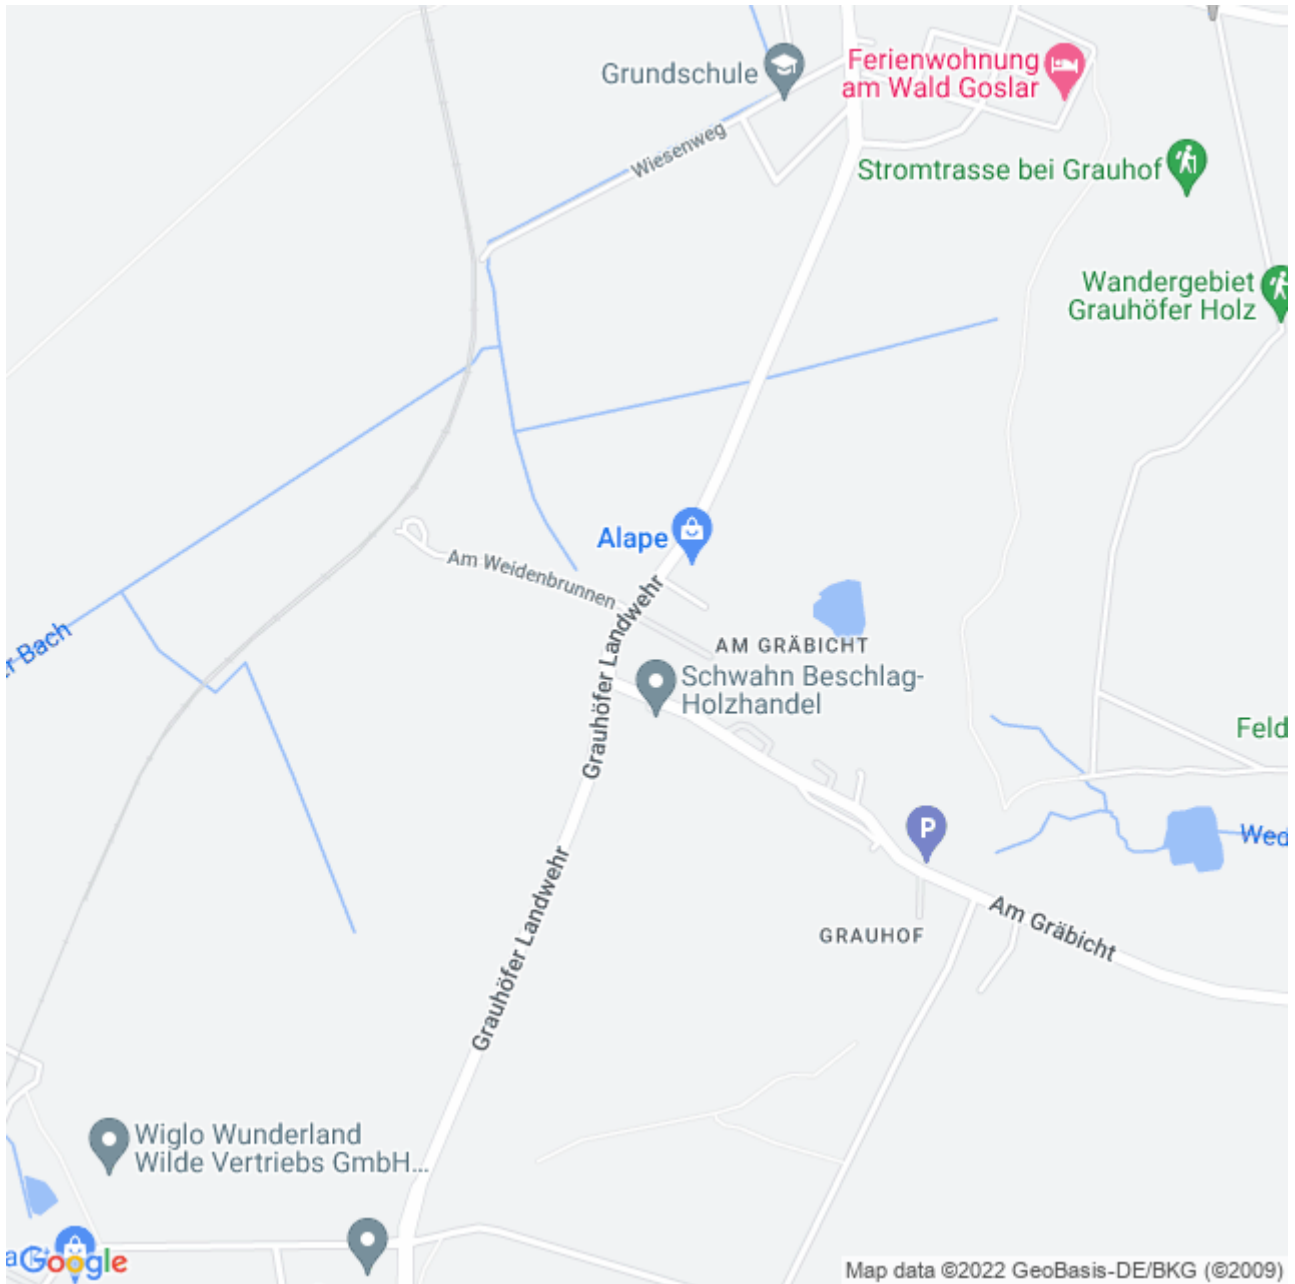 Grundschule
Ferienwohnung
am Wald Goslar
Wiesenweg
Stromtrasse bei Grauhof
Wandergebiet
Grauhöfer Holz
Alape
Am Weidenbrunnen
Grauhöfer Landwehr
er Bach
AM GRÄBICHT
Schwahn Beschlag-
Holzhandel
Feld
P
Wed
Grauhöfer Landwehr
Am Gräbicht
GRAUHOF
Wiglo Wunderland
Wilde Vertriebs GmbH...
Google
Map data ©2022 GeoBasis-DE/BKG (©2009)